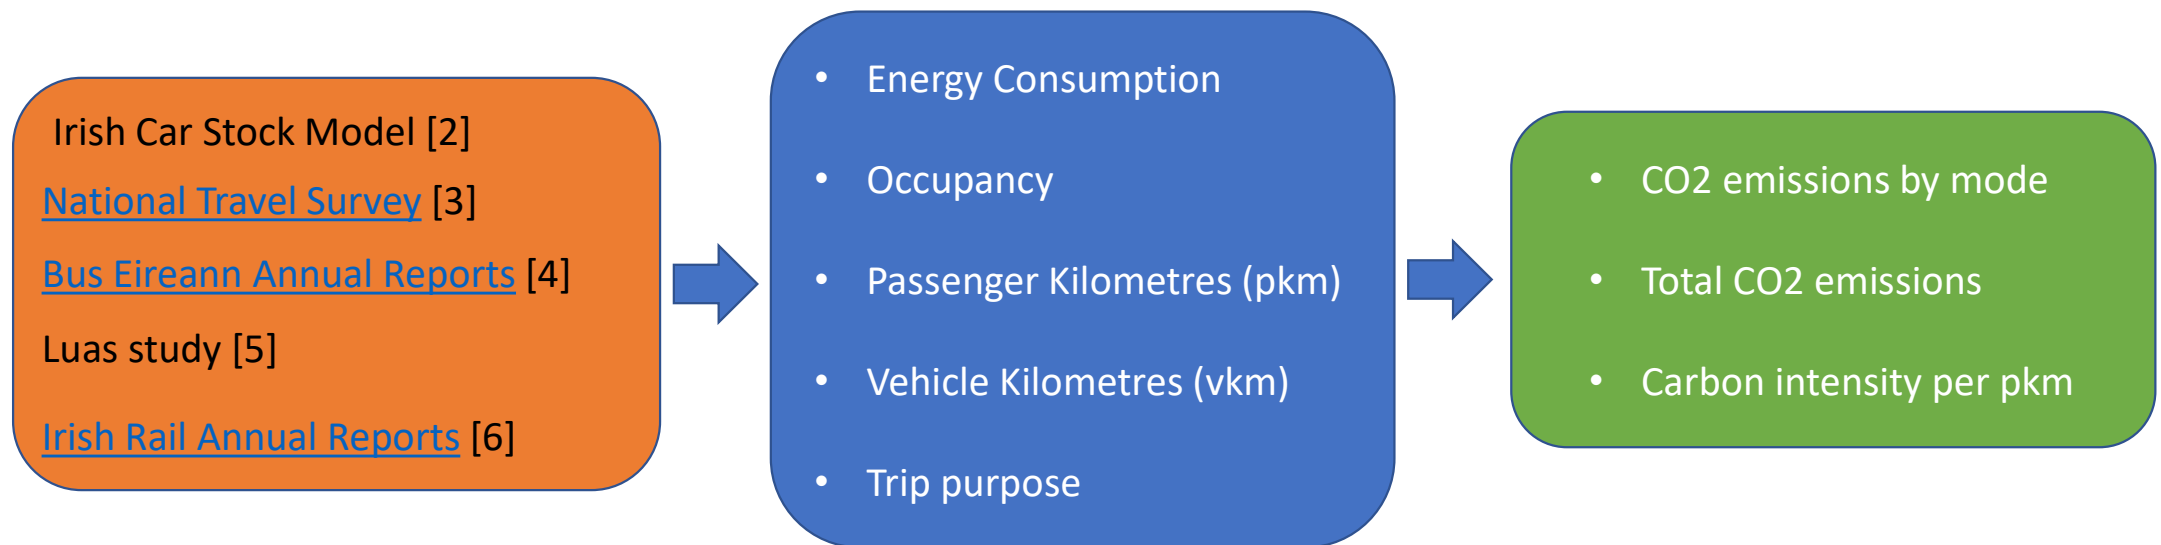 Irish Car Stock Model [2]
National Travel Survey [3]
Bus Eireann Annual Reports [4]
Luas study [5]
Irish Rail Annual Reports [6]
• Energy Consumption
• Occupancy
• Passenger Kilometres (pkm)
• Vehicle Kilometres (vkm)
• Trip purpose
• CO2 emissions by mode
• Total CO2 emissions
• Carbon intensity per pkm